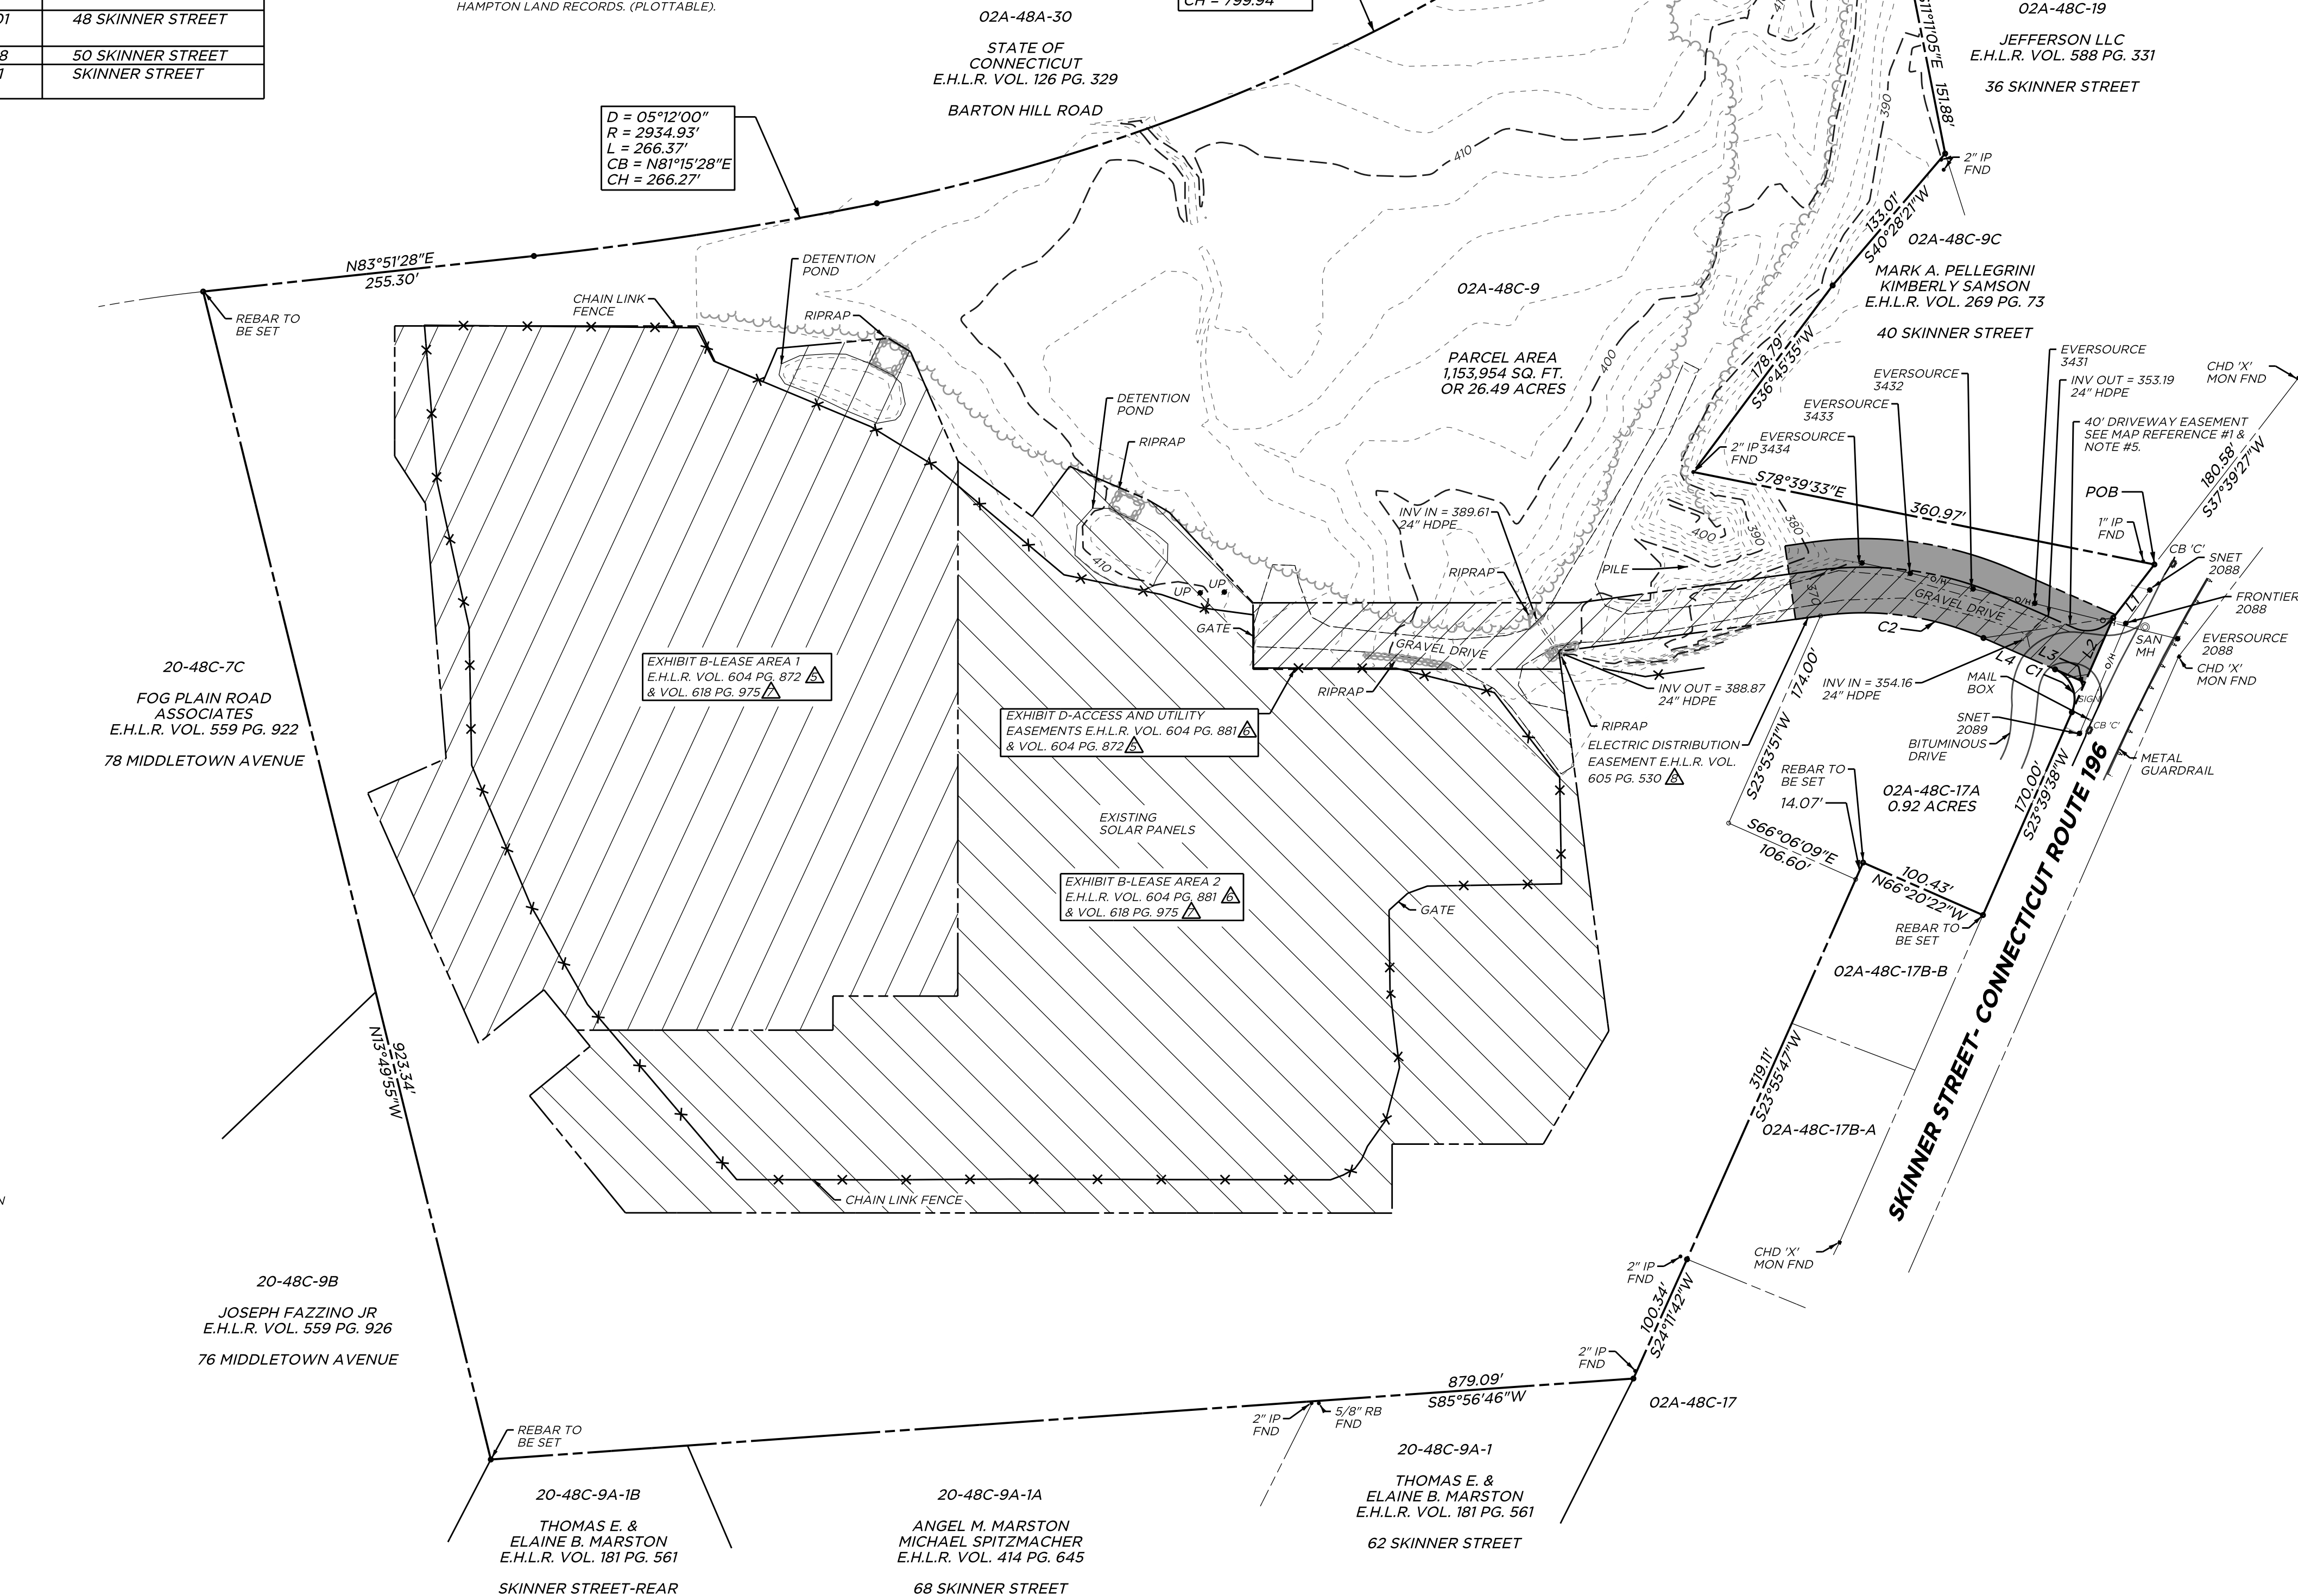 HAMPTON LAND RECORDS. (PLOTTABLE).
01 48 SKINNER STREET
8 50 SKINNER STREET
1 SKINNER STREET
02A-48A-30
STATE OF
CONNECTICUT
E.H.L.R. VOL. 126 PG. 329
BARTON HILL ROAD
CH = 799.94'
S11°11'05"E
151.88'
02A-48C-19
JEFFERSON LLC
E.H.L.R. VOL. 588 PG. 331
36 SKINNER STREET
D = 05°12'00"
R = 2934.93'
L = 266.37'
CB = N81°15'28"E
CH = 266.27'
410
390
410
2" IP
FND
133.01'
S40°28'21"W
02A-48C-9C
MARK A. PELLEGRINI
KIMBERLY SAMSON
E.H.L.R. VOL. 269 PG. 73
40 SKINNER STREET
N83°51'28"E
255.30'
REBAR TO
BE SET
CHAIN LINK
FENCE
DETENTION
POND
RIPRAP
02A-48C-9
PARCEL AREA
1,153,954 SQ. FT.
OR 26.49 ACRES
400
178.79'
S36°45'35"W
EVERSOURCE
3431
EVERSOURCE
3432
INV OUT = 353.19
24" HDPE
CHD 'X'
MON FND
EVERSOURCE
3433
40' DRIVEWAY EASEMENT
SEE MAP REFERENCE #1 &
NOTE #5.
EVERSOURCE
3434
2" IP
FND
180.58'
S37°39'27"W
DETENTION
POND
RIPRAP
S78°39'33"E
360.97'
POB
1" IP
FND
INV IN = 389.61
24" HDPE
400
390
380
370
410
UP
UP
GATE
RIPRAP
PILE
O/H
O/H
GRAVEL DRIVE
CB 'C'
SNET
2088
L1
FRONTIER
2088
SAN
MH
EVERSOURCE
2088
CHD 'X'
MON FND
GRAVEL DRIVE
C2
L4
L3
L2
C1
O/H
RIPRAP
INV OUT = 388.87
24" HDPE
174.00'
S23°53'51"W
INV IN = 354.16
24" HDPE
MAIL
BOX
SIGN
CB 'C'
SNET
2089
BITUMINOUS
DRIVE
METAL
GUARDRAIL
20-48C-7C
FOG PLAIN ROAD
ASSOCIATES
E.H.L.R. VOL. 559 PG. 922
78 MIDDLETOWN AVENUE
EXHIBIT B-LEASE AREA 1
E.H.L.R. VOL. 604 PG. 872 5
& VOL. 618 PG. 975 7
EXHIBIT D-ACCESS AND UTILITY
EASEMENTS E.H.L.R. VOL. 604 PG. 881 6
& VOL. 604 PG. 872 5
RIPRAP
ELECTRIC DISTRIBUTION
EASEMENT E.H.L.R. VOL.
605 PG. 530 8
REBAR TO
BE SET
14.07'
02A-48C-17A
0.92 ACRES
170.00'
S23°39'38"W
S66°06'09"E
106.60'
100.43'
N66°20'22"W
EXISTING
SOLAR PANELS
EXHIBIT B-LEASE AREA 2
E.H.L.R. VOL. 604 PG. 881 6
& VOL. 618 PG. 975 7
GATE
REBAR TO
BE SET
02A-48C-17B-B
SKINNER STREET- CONNECTICUT ROUTE 196
923.34'
N13°49'55"W
319.11'
S23°55'47"W
02A-48C-17B-A
CHAIN LINK FENCE
N
CHD 'X'
MON FND
2" IP
FND
20-48C-9B
JOSEPH FAZZINO JR
E.H.L.R. VOL. 559 PG. 926
76 MIDDLETOWN AVENUE
100.34'
S24°11'42"W
2" IP
FND
879.09'
S85°56'46"W
02A-48C-17
2" IP
FND
5/8" RB
FND
REBAR TO
BE SET
20-48C-9A-1
THOMAS E. &
ELAINE B. MARSTON
E.H.L.R. VOL. 181 PG. 561
62 SKINNER STREET
20-48C-9A-1B
THOMAS E. &
ELAINE B. MARSTON
E.H.L.R. VOL. 181 PG. 561
SKINNER STREET-REAR
20-48C-9A-1A
ANGEL M. MARSTON
MICHAEL SPITZMACHER
E.H.L.R. VOL. 414 PG. 645
68 SKINNER STREET